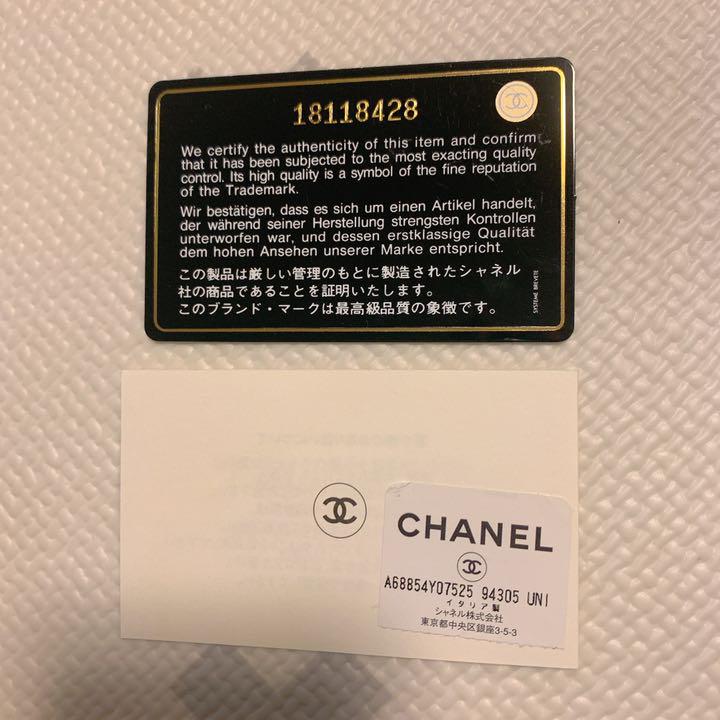 18118428
We certify the authenticity of this item and confirm
that it has been subjected to the most exacting quality
control. Its high quality is a symbol of the fine reputation
of the Trademark.
Wir bestätigen, dass es sich um einen Artikel handelt,
der während seiner Herstellung strengsten Kontrollen
unterworfen war, und dessen erstklassige Qualität
dem hohen Ansehen unserer Marke entspricht.
この製品は厳しい管理のもとに製造されたシャネル
社の商品であることを証明いたします。
このブランド・マークは最高級品質の象徴です。
SYSTEME BREVETE
CHANEL
A68854Y07525 94305 UNI
イタリア製
シャネル株式会社
東京都中央区銀座3-5-3